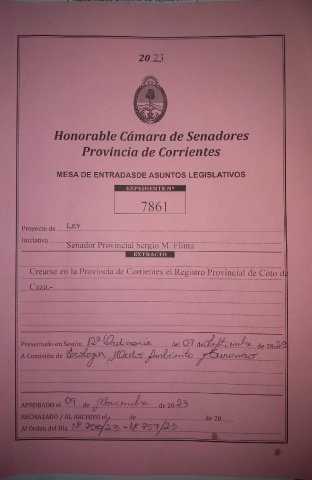 2023
Honorable Cámara de Senadores
Provincia de Corrientes
MESA DE ENTRADASDE ASUNTOS LEGISLATIVOS
EXPEDIENTE Nº
7861
Proyecto de LEY
Iniciativa Senador Provincial Sergio M. Flinta
EXTRACTO
Crearse en la Provincia de Corrientes el Registro Provincial de Coto de
Caza.-
Presentado en Sesión 12º Ordinaria del 07 de Septiembre de 2023
A Comisión de Ecología, Medio Ambiente y Turismo
APROBADO el 09 de Noviembre de 2023
RECHAZADO / AL ARCHIVO el de de 20
Al Orden del Día Nº /23 - Nº 757/23